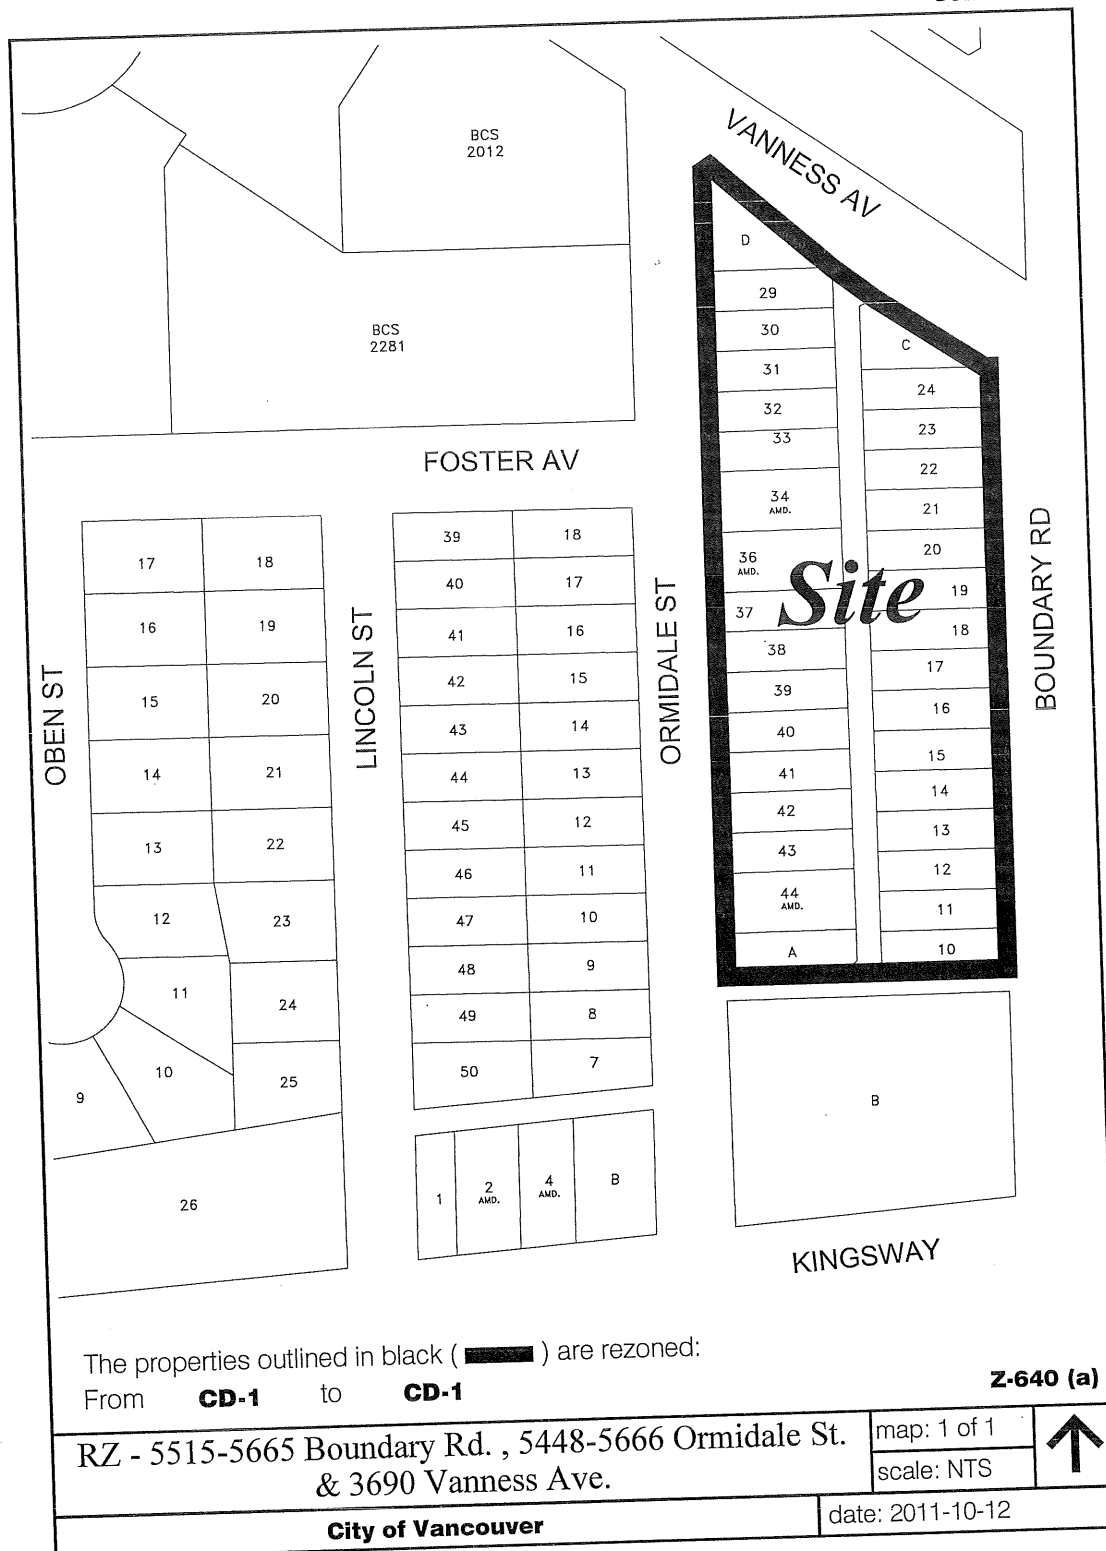 BCS
2012
VANNESS AV
BCS
2281
D
29
30
31
32
33
34
AMD.
36
AMD.
37
38
39
40
41
42
43
44
AMD.
A
C
24
23
22
21
20
19
18
17
16
15
14
13
12
11
10
Site
BOUNDARY RD
FOSTER AV
OBEN ST
17
18
16
19
15
20
14
21
13
22
12
23
11
24
10
25
9
26
LINCOLN ST
39
18
40
17
41
16
42
15
43
14
44
13
45
12
46
11
47
10
48
9
49
8
50
7
1
2
AMD.
4
AMD.
B
ORMIDALE ST
B
KINGSWAY
The properties outlined in black ( ) are rezoned:
From CD-1 to CD-1
Z-640 (a)
RZ - 5515-5665 Boundary Rd. , 5448-5666 Ormidale St.
& 3690 Vanness Ave.
map: 1 of 1
scale: NTS
City of Vancouver
date: 2011-10-12